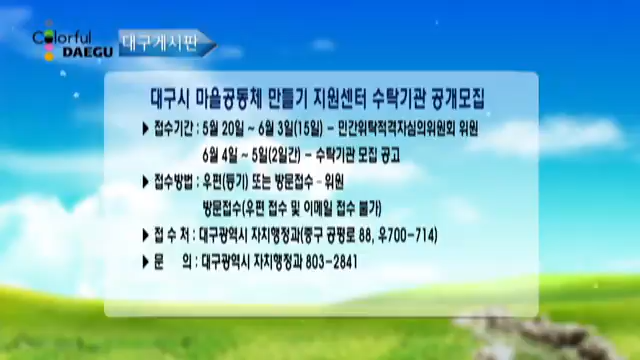 Colorful DAEGU
대구게시판
대구시 마을공동체 만들기 지원센터 수탁기관 공개모집
▶ 접수기간 : 5월 20일 ~ 6월 3일(15일) - 민간위탁적격자심의위원회 위원
6월 4일 ~ 5일(2일간) - 수탁기관 모집 공고
▶ 접수방법 : 우편(등기) 또는 방문접수 - 위원
방문접수(우편 접수 및 이메일 접수 불가)
▶ 접 수 처 : 대구광역시 자치행정과(중구 공평로 88, 우700-714)
▶ 문 의 : 대구광역시 자치행정과 803-2841